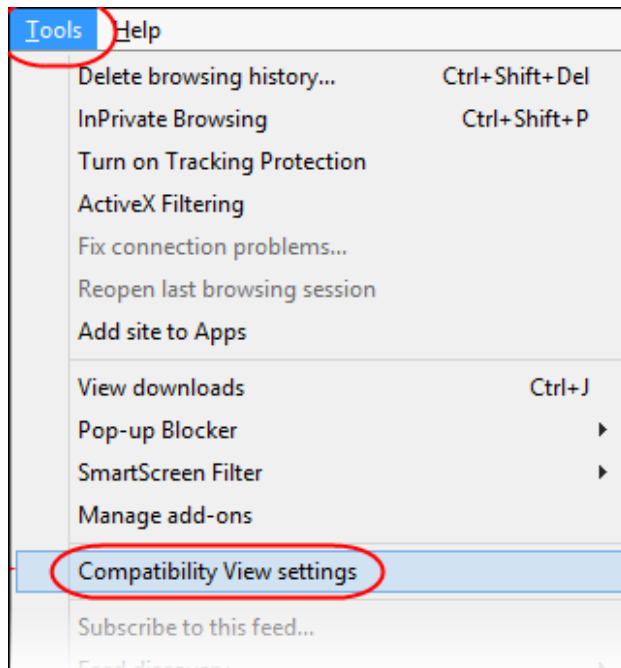 Tools Help
Delete browsing history... Ctrl+Shift+Del
InPrivate Browsing Ctrl+Shift+P
Turn on Tracking Protection
ActiveX Filtering
Fix connection problems...
Reopen last browsing session
Add site to Apps
View downloads Ctrl+J
Pop-up Blocker
SmartScreen Filter
Manage add-ons
Compatibility View settings
Subscribe to this feed...
Feed discovery